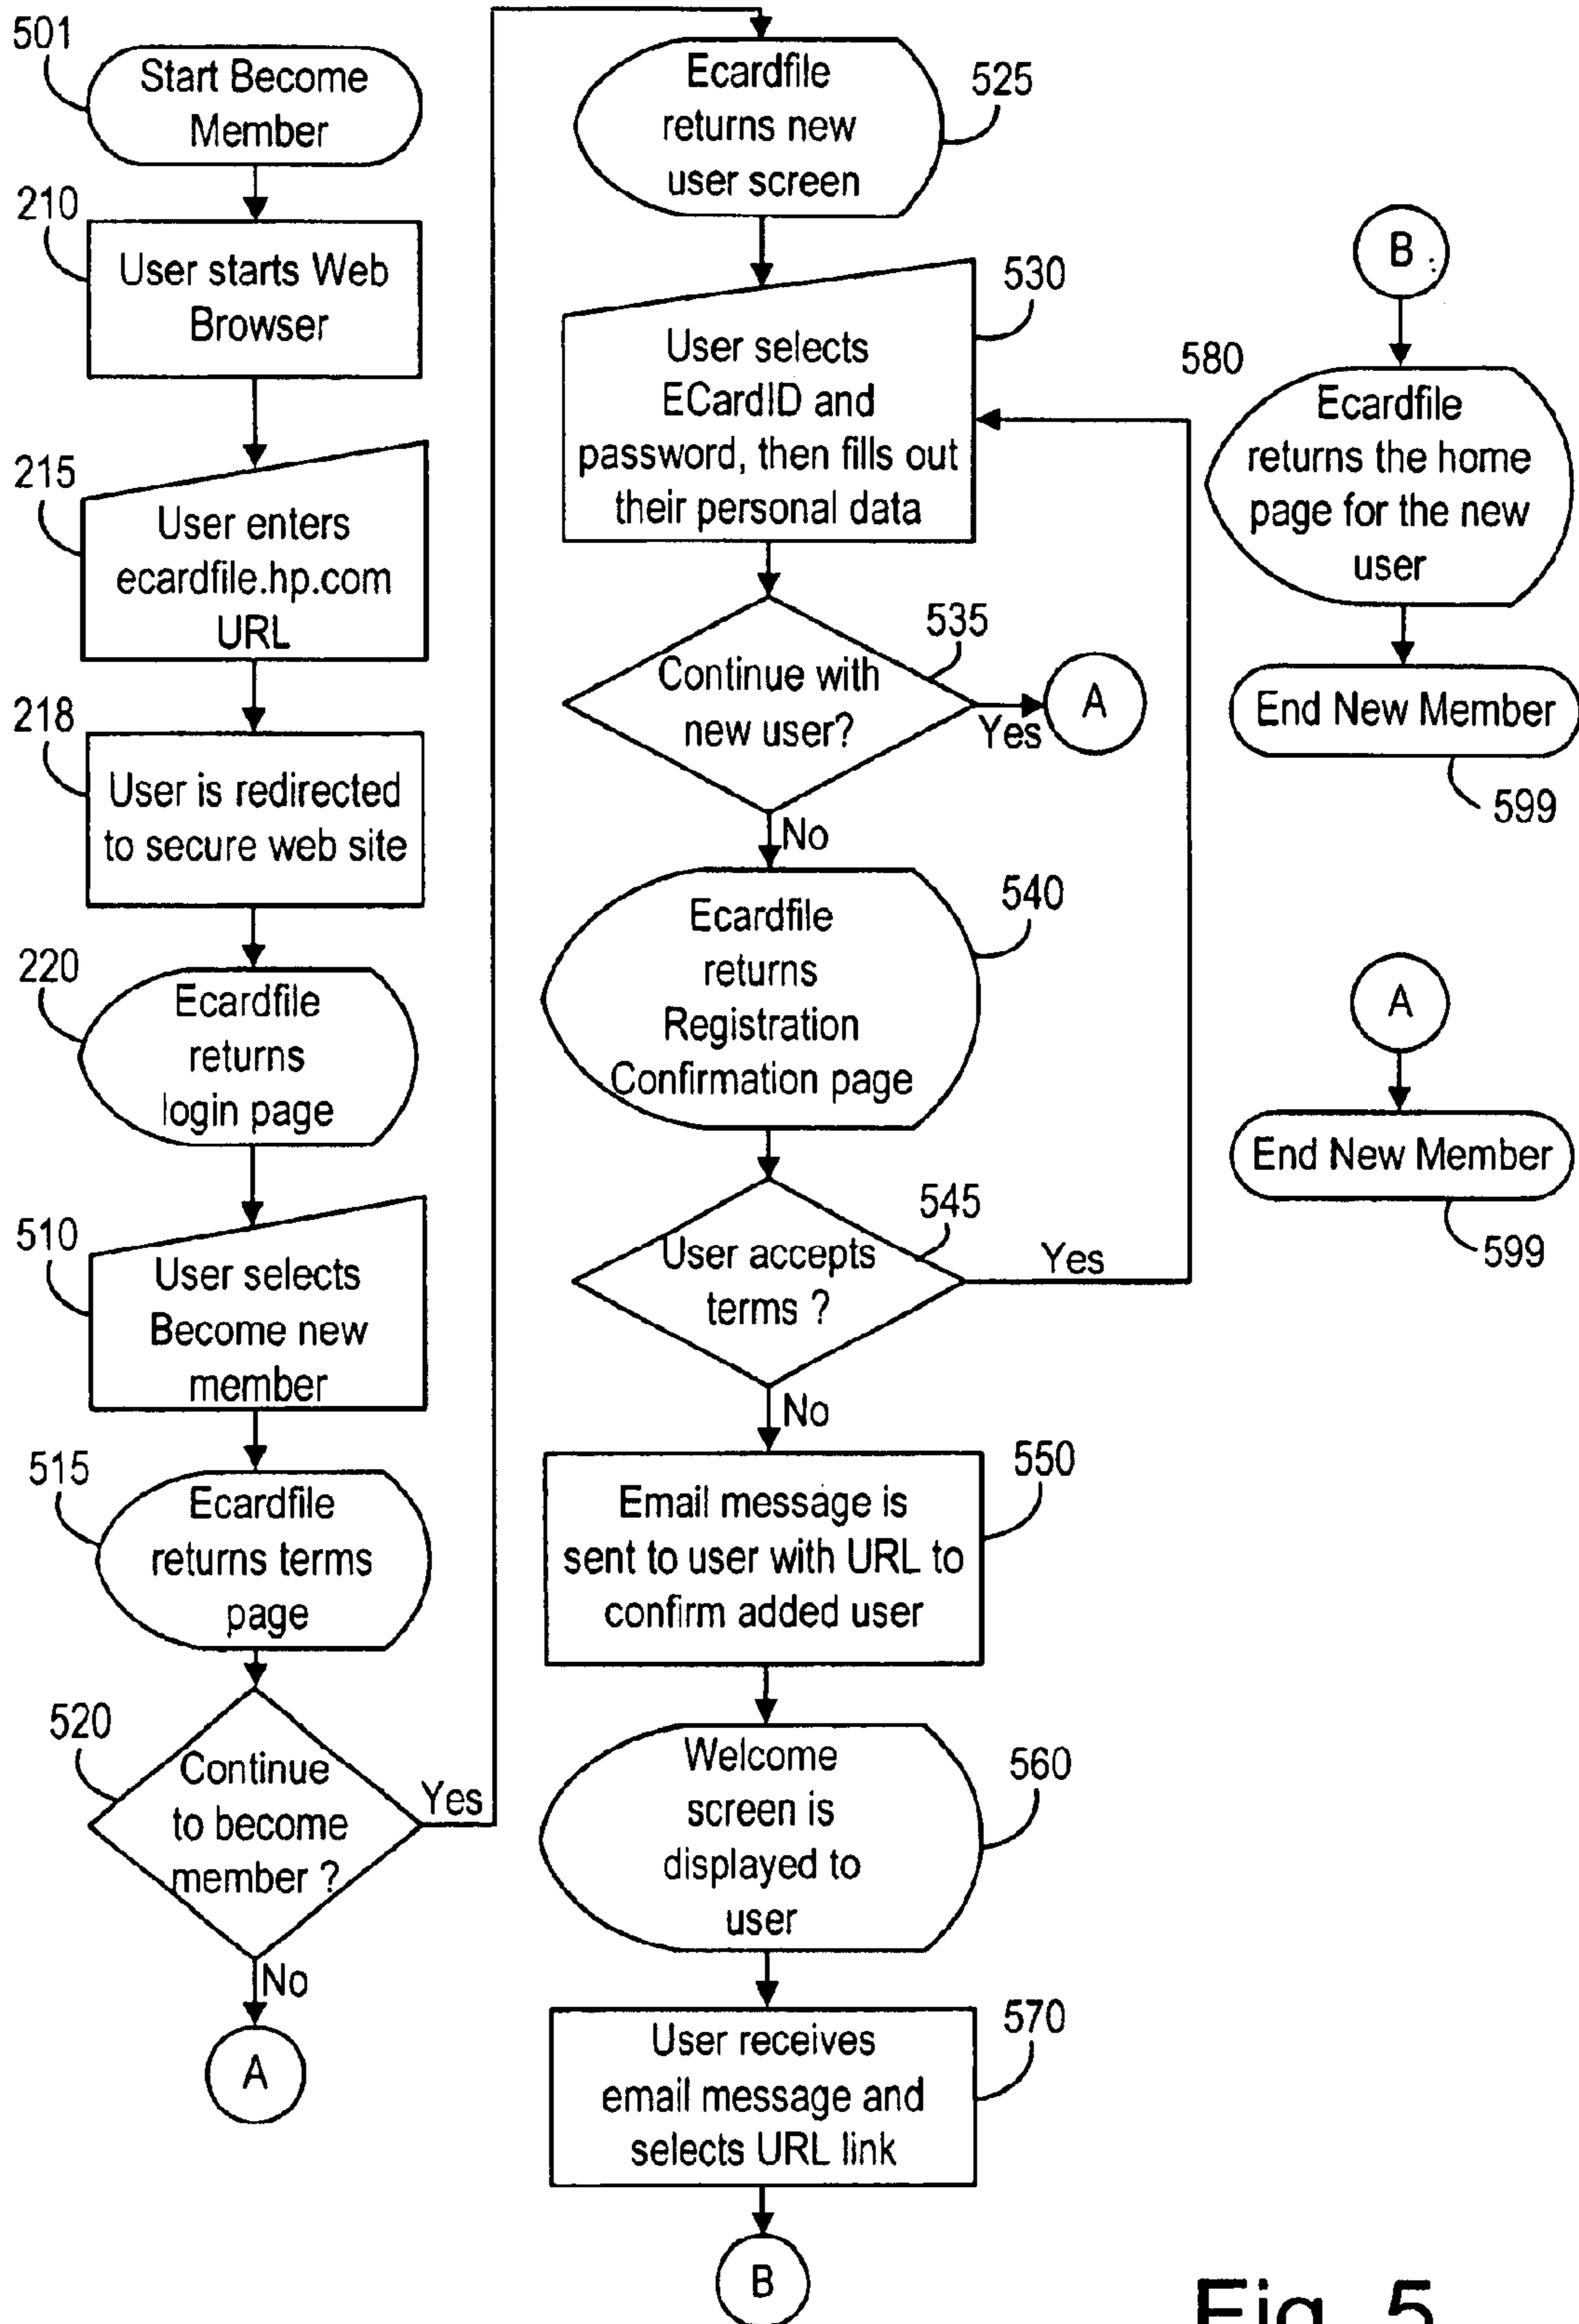 501
Start Become
Member
210
User starts Web
Browser
215
User enters
ecardfile.hp.com
URL
218
User is redirected
to secure web site
220
Ecardfile
returns
login page
510
User selects
Become new
member
515
Ecardfile
returns terms
page
520
Continue
to become
member ?
Yes
No
A
Ecardfile
returns new
user screen
525
530
User selects
ECardID and
password, then fills out
their personal data
535
Continue with
new user?
Yes
A
No
540
Ecardfile
returns
Registration
Confirmation page
545
User accepts
terms ?
Yes
No
550
Email message is
sent to user with URL to
confirm added user
560
Welcome
screen is
displayed to
user
570
User receives
email message and
selects URL link
B
B
580
Ecardfile
returns the home
page for the new
user
End New Member
599
A
End New Member
599
Fig. 5